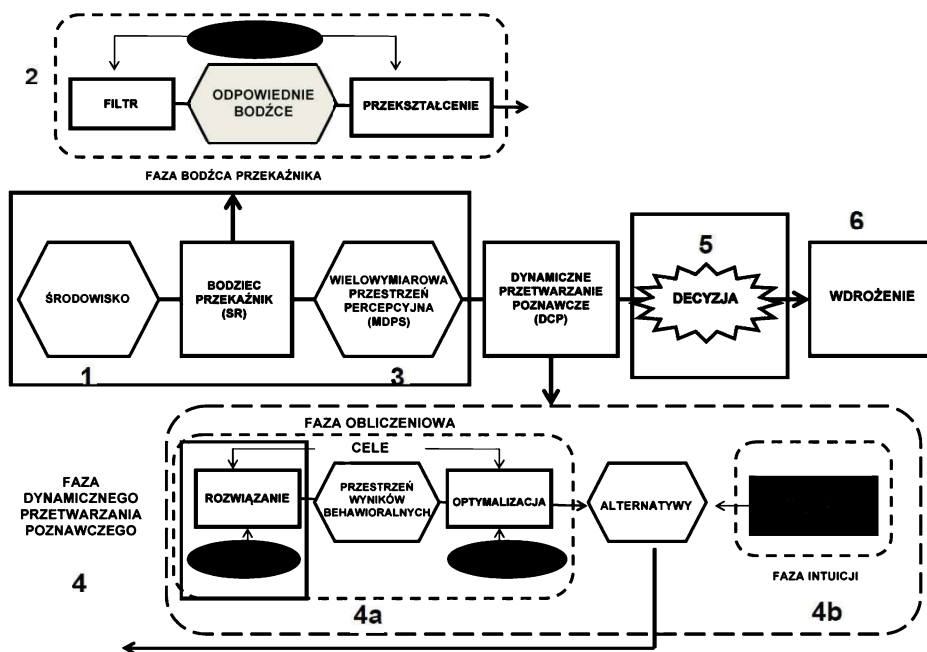 2
FILTR
ODPOWIEDNIE
BODŹCE
PRZEKSZTAŁCENIE
FAZA BODŹCA PRZEKAŹNIKA
ŚRODOWISKO
1
BODZIEC
PRZEKAŹNIK
(SR)
WIELOWYMIAROWA
PRZESTRZEŃ
PERCEPCYJNA
(MDPS)
3
DYNAMICZNE
PRZETWARZANIE
POZNAWCZE
(DCP)
5
DECYZJA
6
WDROŻENIE
FAZA
DYNAMICZNEGO
PRZETWARZANIA
POZNAWCZEGO
4
FAZA OBLICZENIOWA
CELE
ROZWIĄZANIE
PRZESTRZEŃ
WYNIKÓW
BEHAWIORALNYCH
OPTYMALIZACJA
4a
ALTERNATYWY
FAZA INTUICJI
4b